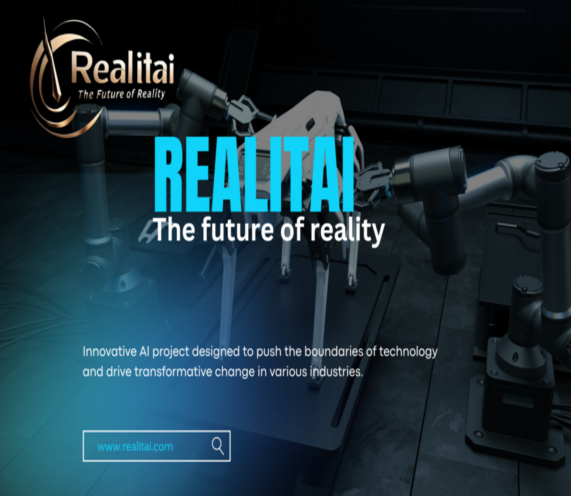 Realitai
The Future of Reality
REALITAI
The future of reality
Innovative AI project designed to push the boundaries of technology
and drive transformative change in various industries.
www.realitai.com